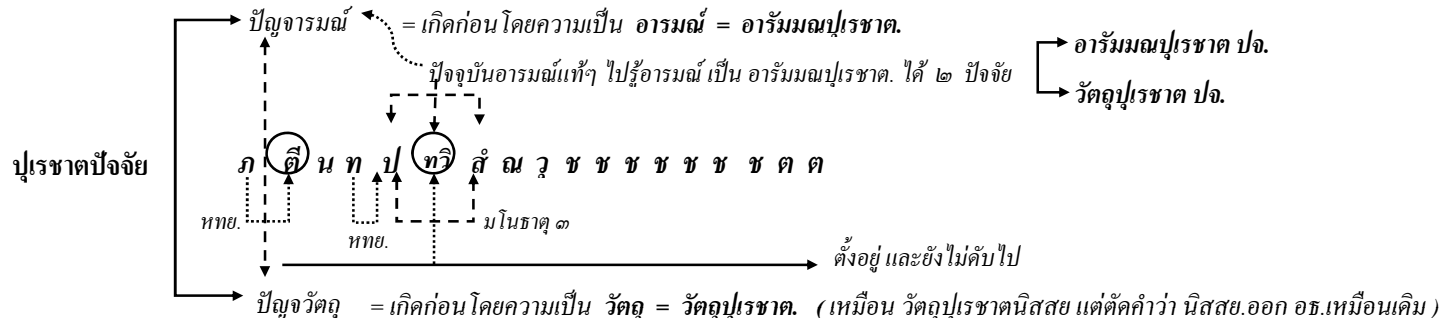 ปัญจารมณ์ = เกิดก่อนโดยความเป็น อารมณ์ = อารัมมณปุเรชาต.
ปัจจุบันอารมณ์แท้ๆ ไปรู้อารมณ์ เป็น อารัมมณปุเรชาต. ได้ ๒ ปัจจัย
อารัมมณปุเรชาต ปจ.
วัตถุปุเรชาต ปจ.
ปุเรชาตปัจจัย
ภ ตี น ท ป ทวิ สํ ณ วุ ช ช ช ช ช ช ช ต ต
หทย.
หทย.
มโนธาตุ ๓
ตั้งอยู่ และยังไม่ดับไป
ปัญจวัตถุ = เกิดก่อนโดยความเป็น วัตถุ = วัตถุปุเรชาต. ( เหมือน วัตถุปุเรชาตนิสสย แต่ตัดคำว่า นิสสย.ออก อธ.เหมือนเดิม )